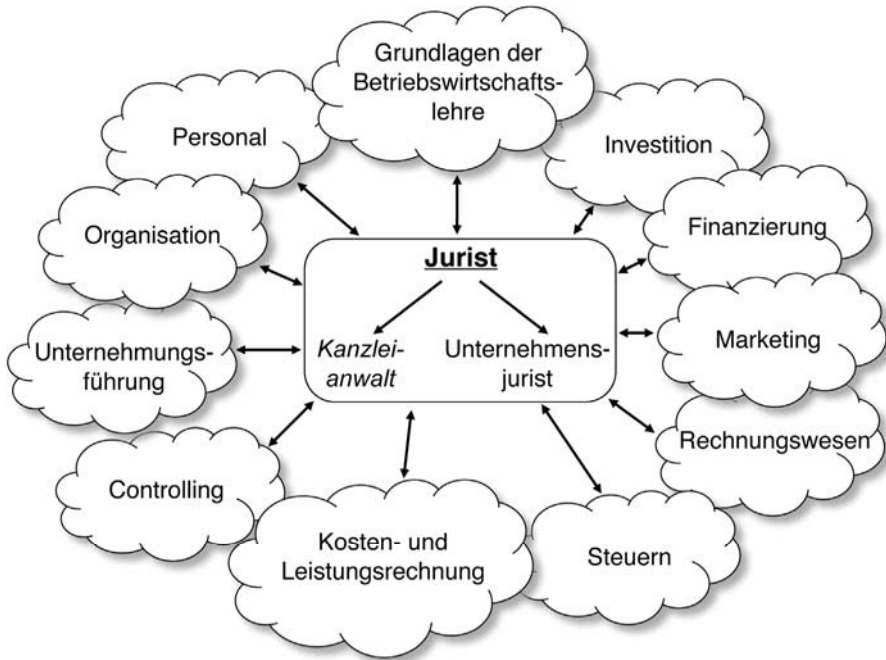 Grundlagen der
Betriebswirtschafts-
lehre
Personal
Investition
Organisation
Finanzierung
Jurist
Kanzlei-
anwalt
Unternehmens-
jurist
Unternehmungs-
führung
Marketing
Controlling
Rechnungswesen
Kosten- und
Leistungsrechnung
Steuern